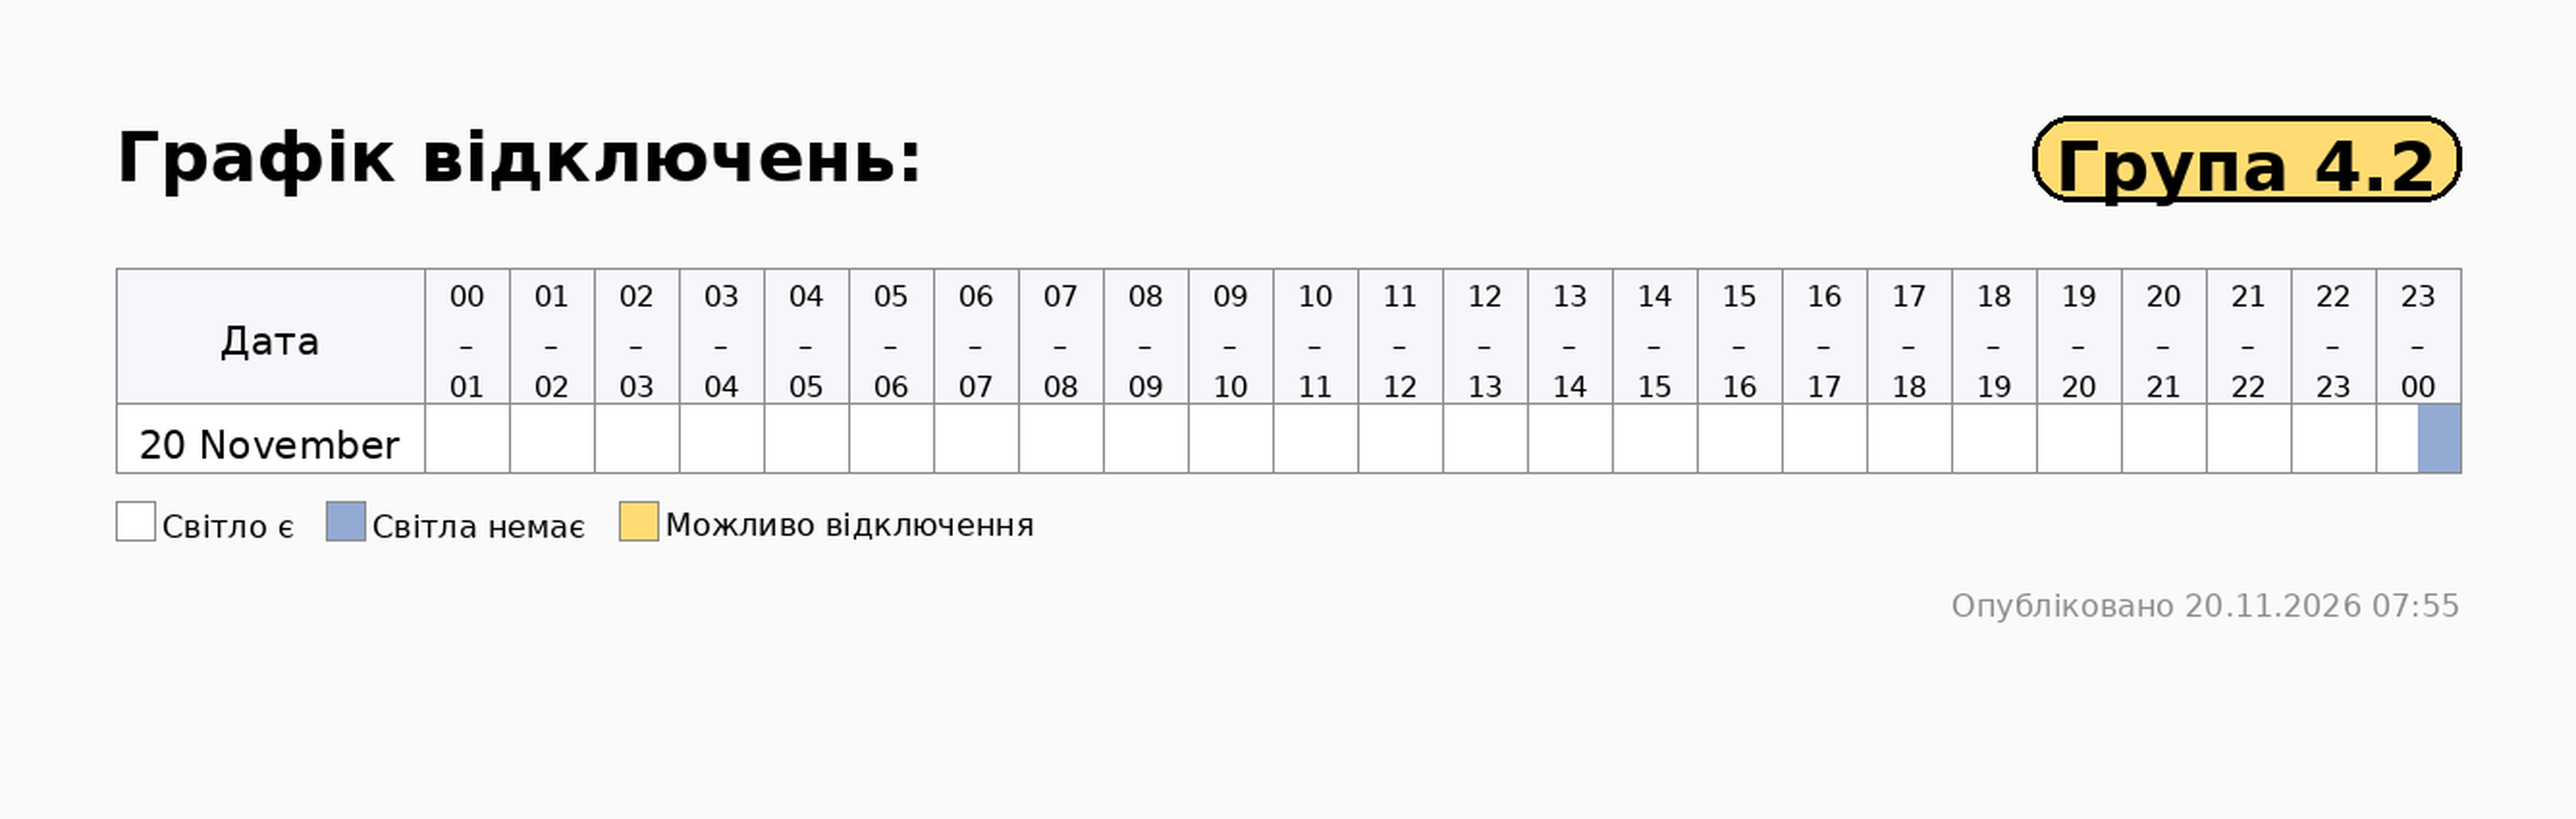 Графік відключень:
Група 4.2
Дата
00 – 01
01 – 02
02 – 03
03 – 04
04 – 05
05 – 06
06 – 07
07 – 08
08 – 09
09 – 10
10 – 11
11 – 12
12 – 13
13 – 14
14 – 15
15 – 16
16 – 17
17 – 18
18 – 19
19 – 20
20 – 21
21 – 22
22 – 23
23 – 00
20 November
Світло є
Світла немає
Можливо відключення
Опубліковано 20.11.2026 07:55